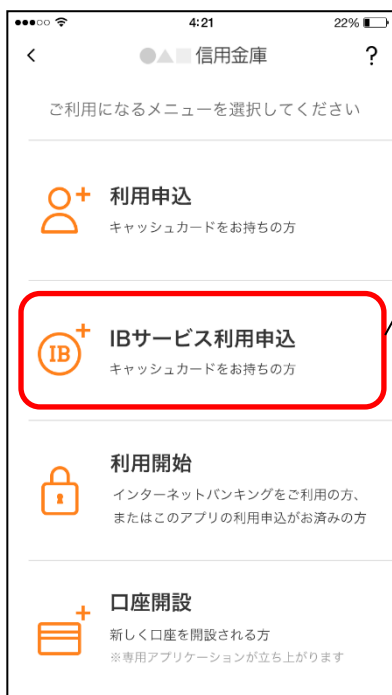 4:21 22%
●▲■ 信用金庫 ?
ご利用になるメニューを選択してください
利用申込
キャッシュカードをお持ちの方
IB
IBサービス利用申込
キャッシュカードをお持ちの方
利用開始
インターネットバンキングをご利用の方、
またはこのアプリの利用申込がお済みの方
口座開設
新しく口座を開設される方
※専用アプリケーションが立ち上がります